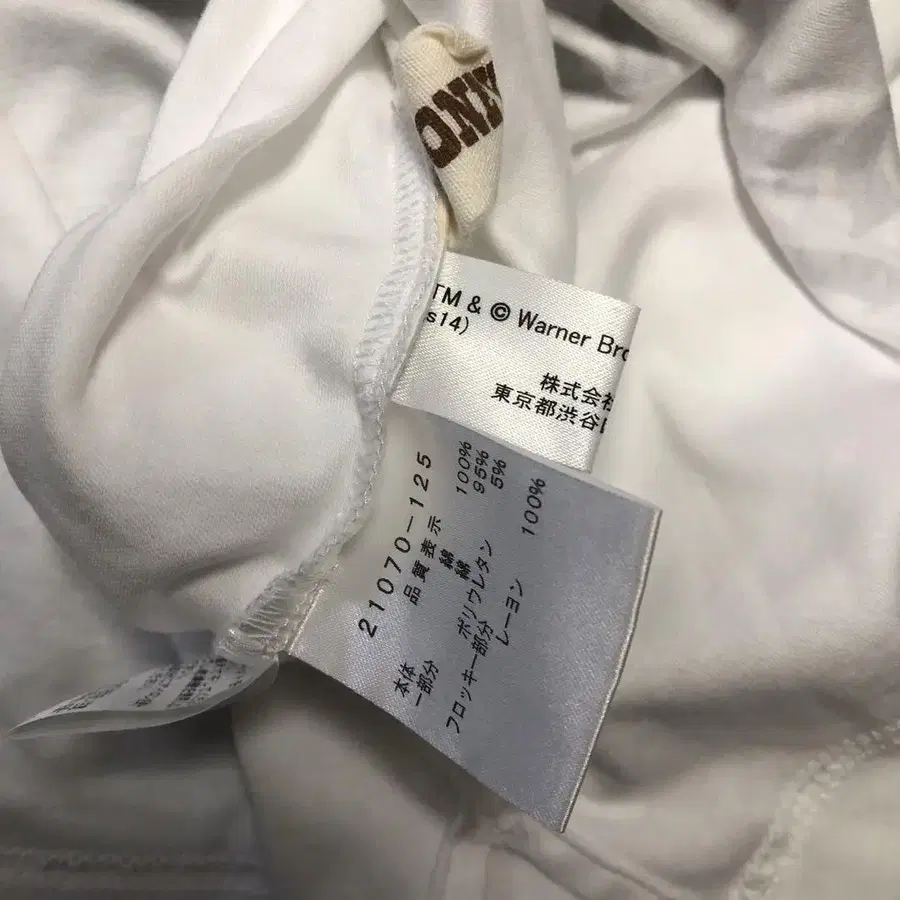 TM & © Warner Bro
s14)
株式会社
東京都渋谷
21070-125
品質表示
本体 綿 100%
一部分 綿 95%
ポリウレタン 5%
フロッキー部分
レーヨン 100%